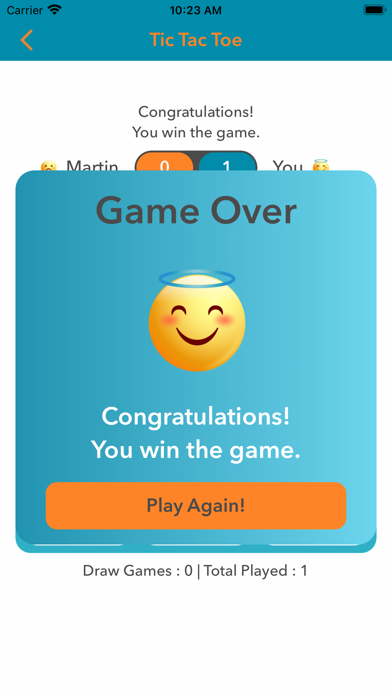 Carrier 10:23 AM
Tic Tac Toe
Congratulations!
You win the game.
Martin 0 1 You
Game Over
Congratulations!
You win the game.
Play Again!
Draw Games : 0 | Total Played : 1